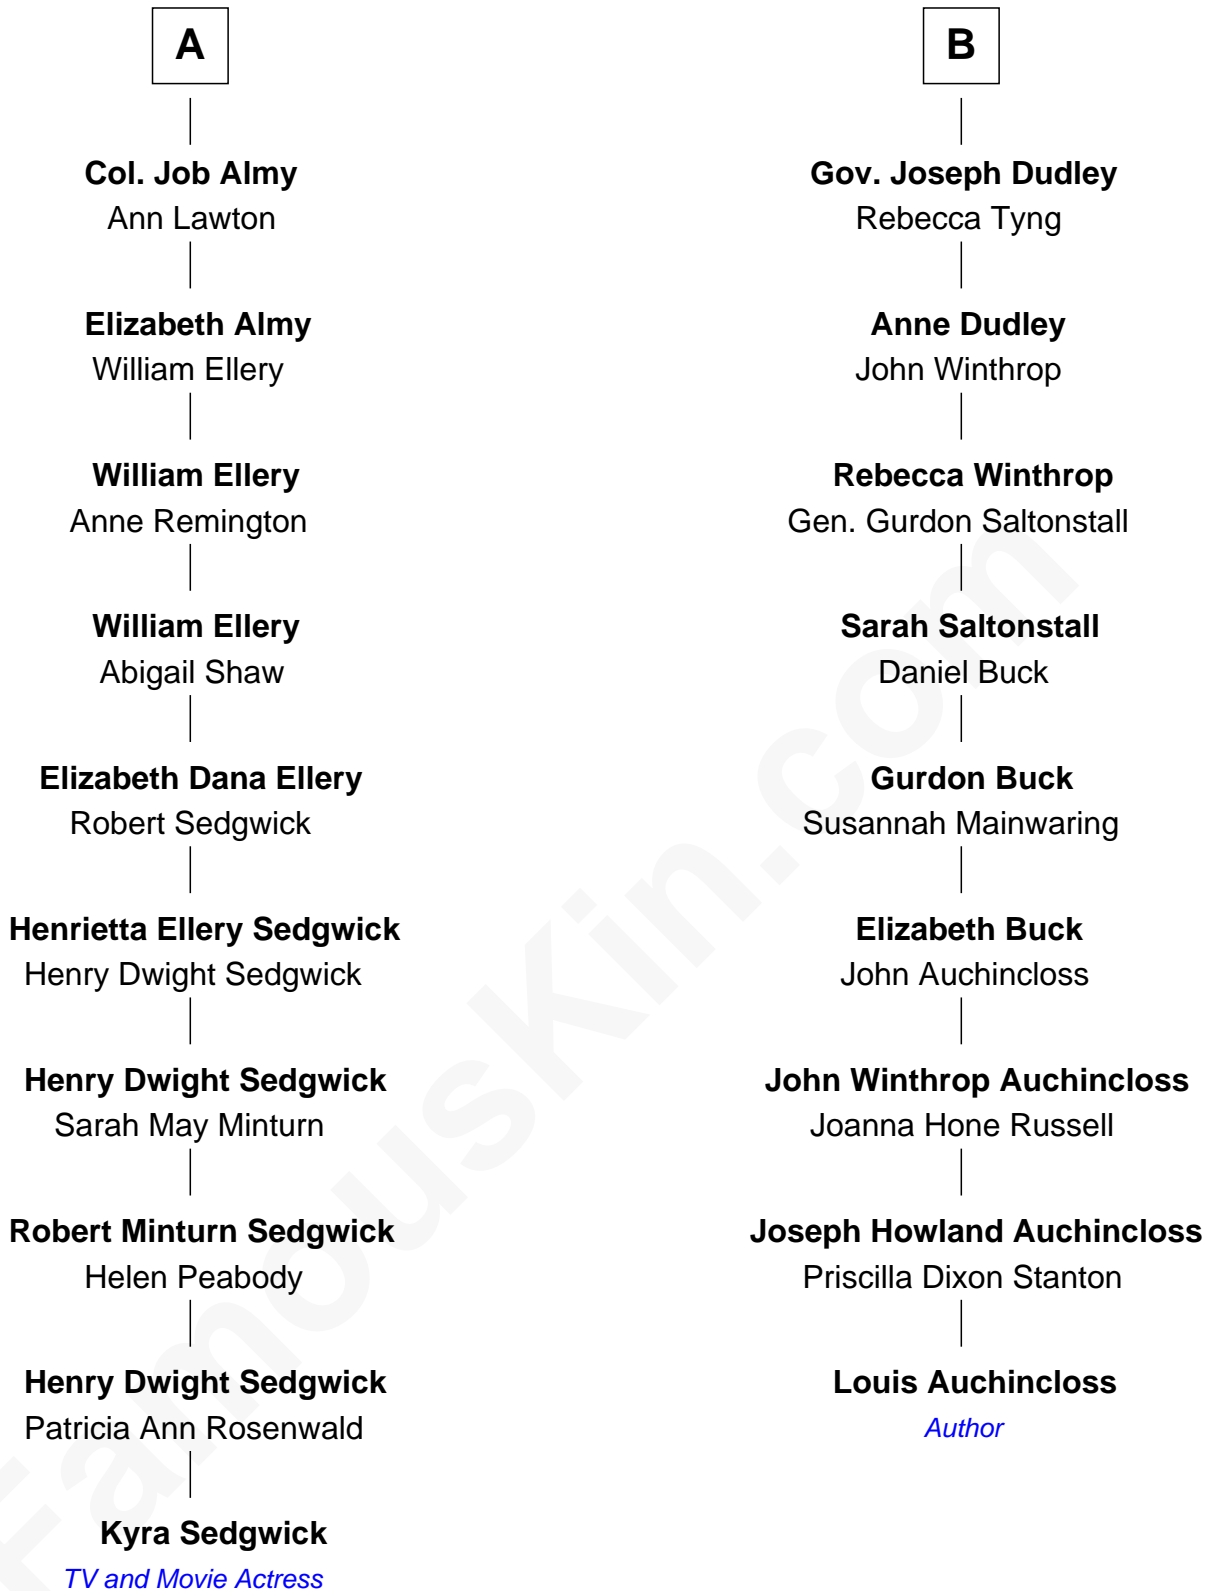 A
Col. Job Almy
Ann Lawton
Elizabeth Almy
William Ellery
William Ellery
Anne Remington
William Ellery
Abigail Shaw
Elizabeth Dana Ellery
Robert Sedgwick
Henrietta Ellery Sedgwick
Henry Dwight Sedgwick
Henry Dwight Sedgwick
Sarah May Minturn
Robert Minturn Sedgwick
Helen Peabody
Henry Dwight Sedgwick
Patricia Ann Rosenwald
Kyra Sedgwick
TV and Movie Actress
B
Gov. Joseph Dudley
Rebecca Tyng
Anne Dudley
John Winthrop
Rebecca Winthrop
Gen. Gurdon Saltonstall
Sarah Saltonstall
Daniel Buck
Gurdon Buck
Susannah Mainwaring
Elizabeth Buck
John Auchincloss
John Winthrop Auchincloss
Joanna Hone Russell
Joseph Howland Auchincloss
Priscilla Dixon Stanton
Louis Auchincloss
Author
FamousKin.com